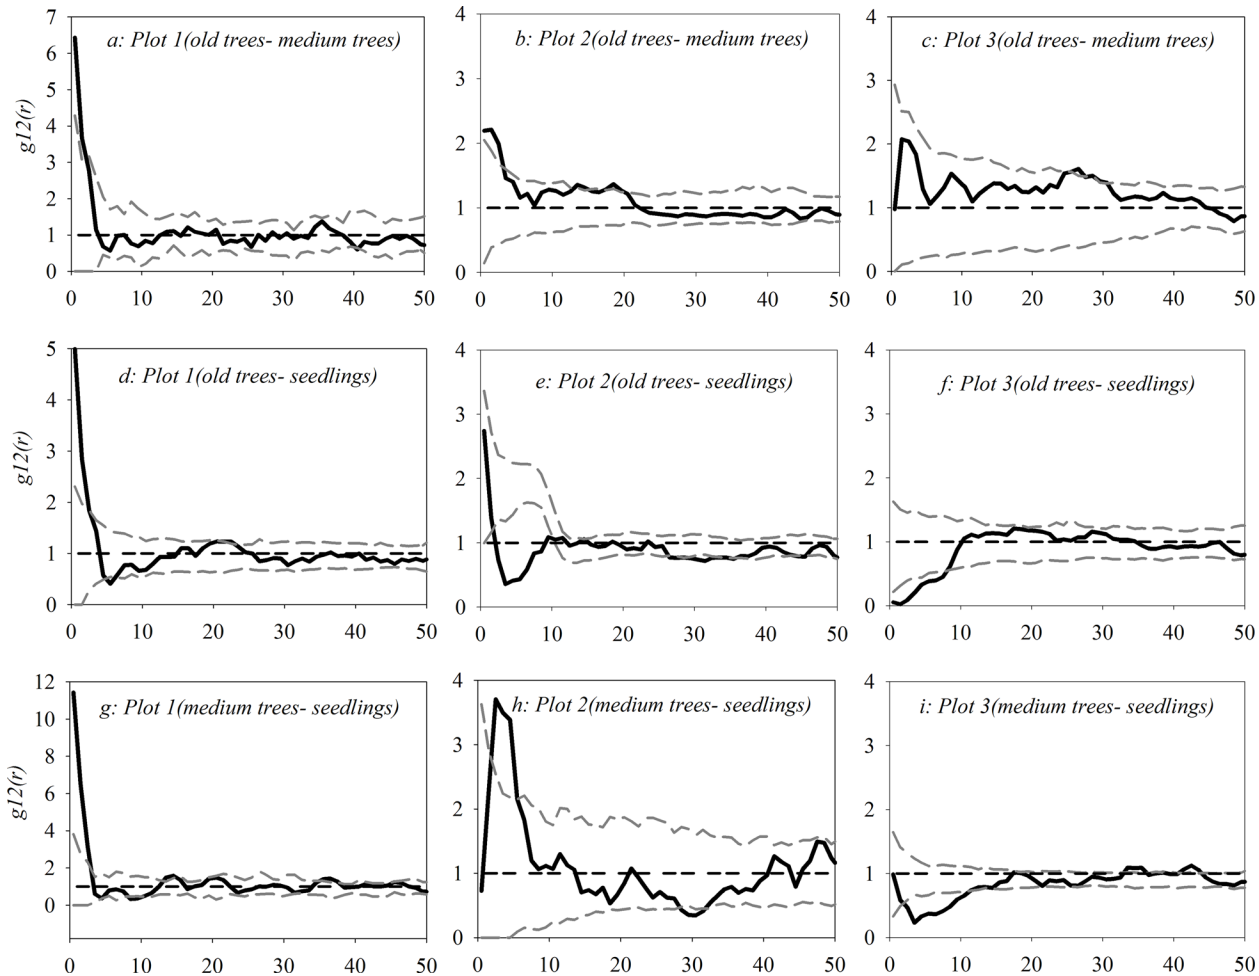 a: Plot 1(old trees- medium trees)
g12(r)
7
6
5
4
3
2
1
0
0 10 20 30 40 50
b: Plot 2(old trees- medium trees)
4
3
2
1
0
0 10 20 30 40 50
c: Plot 3(old trees- medium trees)
4
3
2
1
0
0 10 20 30 40 50
d: Plot 1(old trees- seedlings)
g12(r)
5
4
3
2
1
0
0 10 20 30 40 50
e: Plot 2(old trees- seedlings)
4
3
2
1
0
0 10 20 30 40 50
f: Plot 3(old trees- seedlings)
4
3
2
1
0
0 10 20 30 40 50
g: Plot 1(medium trees- seedlings)
g12(r)
12
10
8
6
4
2
0
0 10 20 30 40 50
h: Plot 2(medium trees- seedlings)
4
3
2
1
0
0 10 20 30 40 50
i: Plot 3(medium trees- seedlings)
4
3
2
1
0
0 10 20 30 40 50